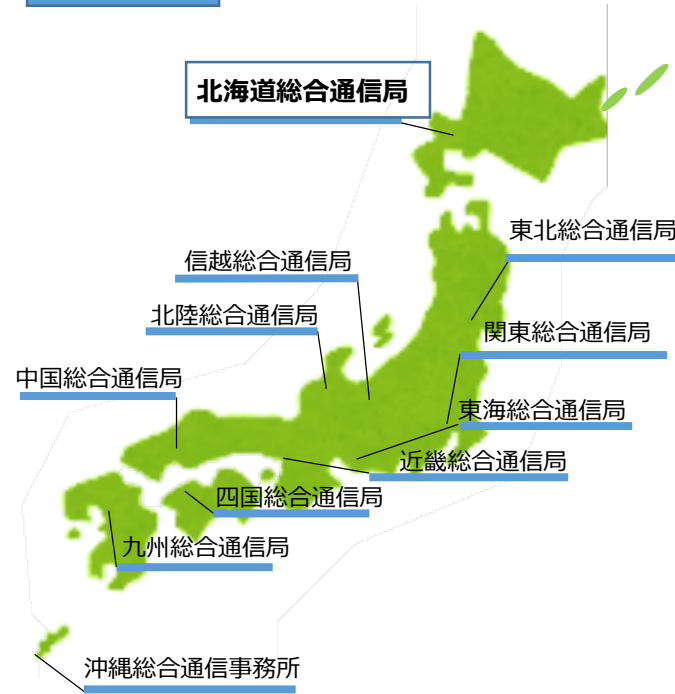 北海道総合通信局
東北総合通信局
信越総合通信局
北陸総合通信局
関東総合通信局
中国総合通信局
東海総合通信局
近畿総合通信局
四国総合通信局
九州総合通信局
沖縄総合通信事務所